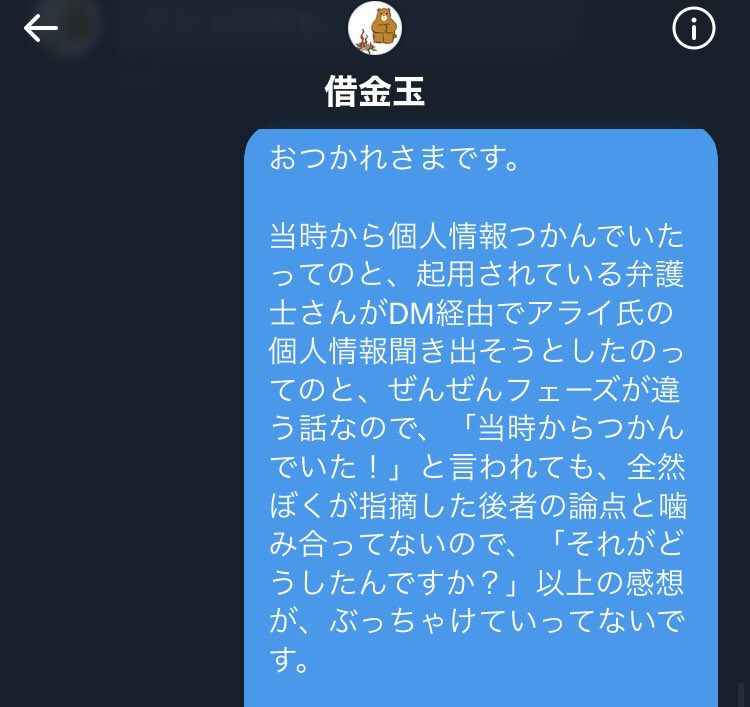 借金玉
おつかれさまです。
当時から個人情報つかんでいた
ってのと、起用されている弁護
士さんがDM経由でアライ氏の
個人情報聞き出そうとしたのっ
てのと、ぜんぜんフェーズが違
う話なので、「当時からつかん
でいた！」と言われても、全然
ぼくが指摘した後者の論点と噛
み合ってないので、「それがど
うしたんですか？」以上の感想
が、ぶっちゃけていってないで
す。